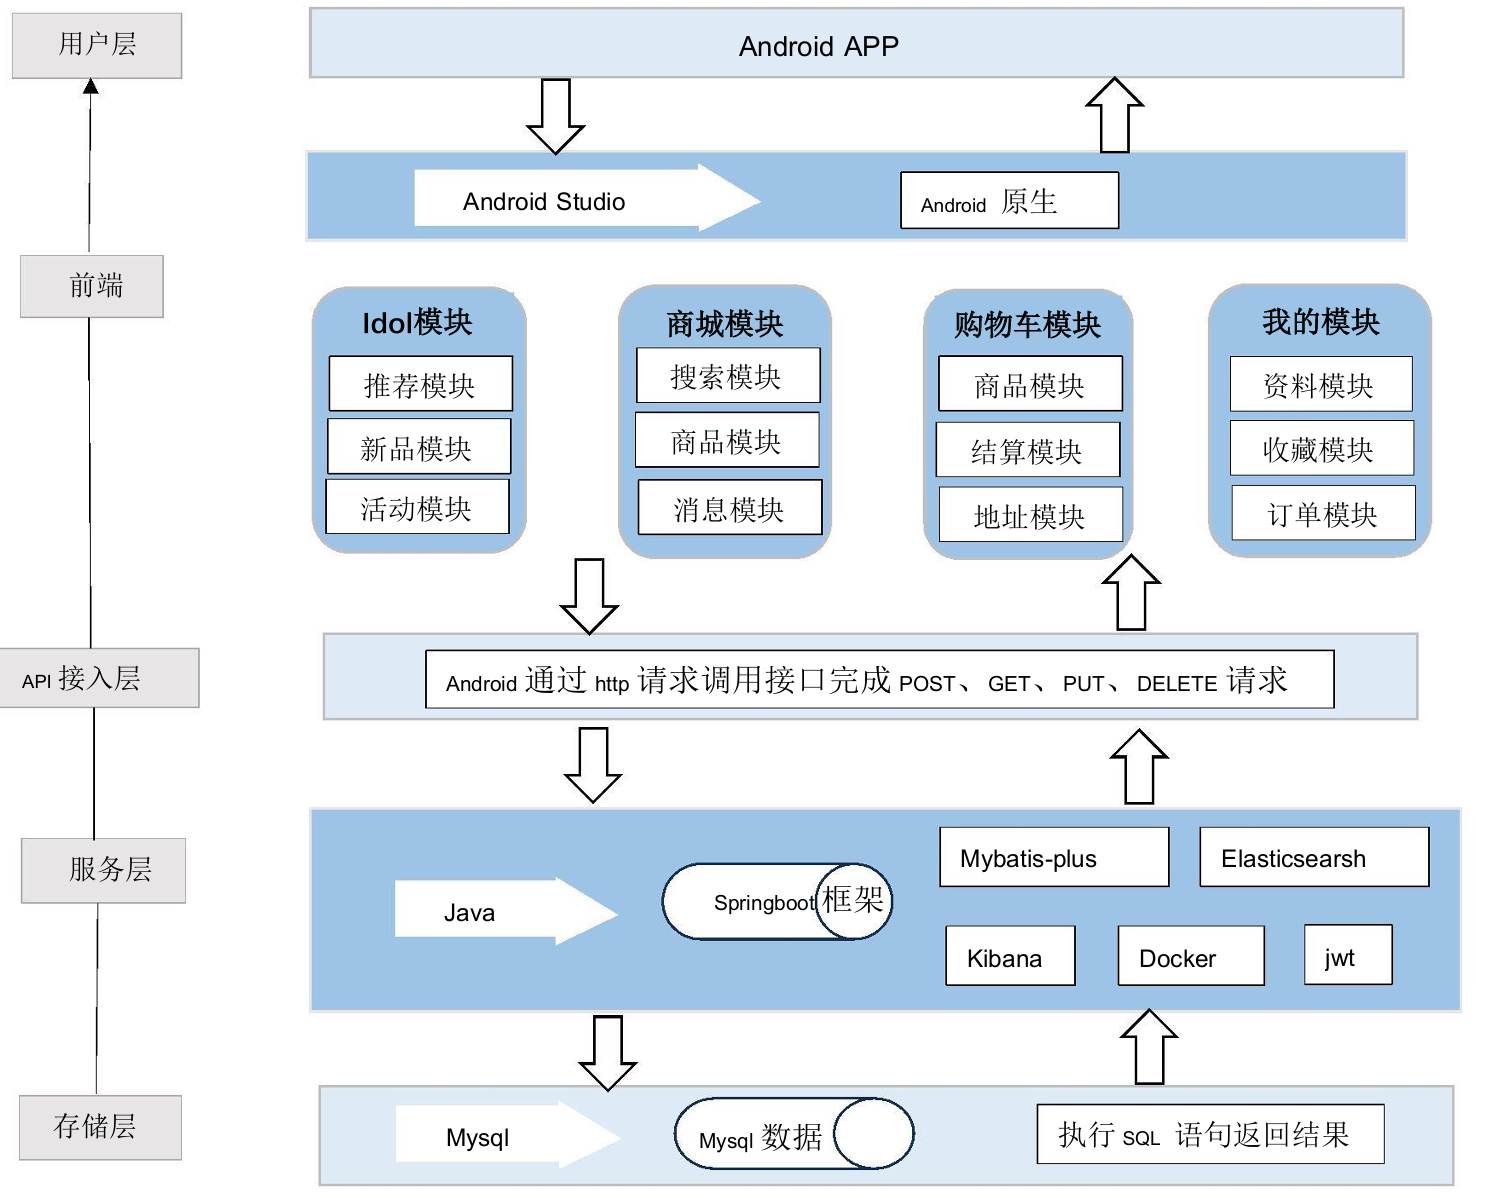 用户层
Android APP
Android Studio
Android 原生
前端
Idol模块
推荐模块
新品模块
活动模块
商城模块
搜索模块
商品模块
消息模块
购物车模块
商品模块
结算模块
地址模块
我的模块
资料模块
收藏模块
订单模块
API 接入层
Android 通过 http 请求调用接口完成 POST、GET、PUT、DELETE 请求
服务层
Java
Springboot 框架
Mybatis-plus
Elasticsearsh
Kibana
Docker
jwt
存储层
Mysql
Mysql 数据
执行 SQL 语句返回结果